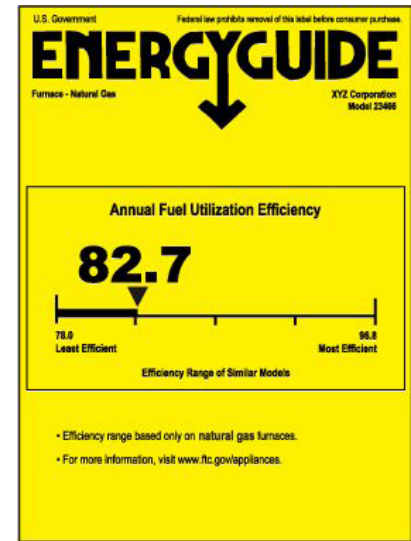 U.S. Government Federal law prohibits removal of this label before consumer purchase.
ENERGYGUIDE
Furnace - Natural Gas XYZ Corporation
Model 23466
Annual Fuel Utilization Efficiency
82.7
78.0 96.8
Least Efficient Most Efficient
Efficiency Range of Similar Models
• Efficiency range based only on natural gas furnaces.
• For more information, visit www.ftc.gov/appliances.